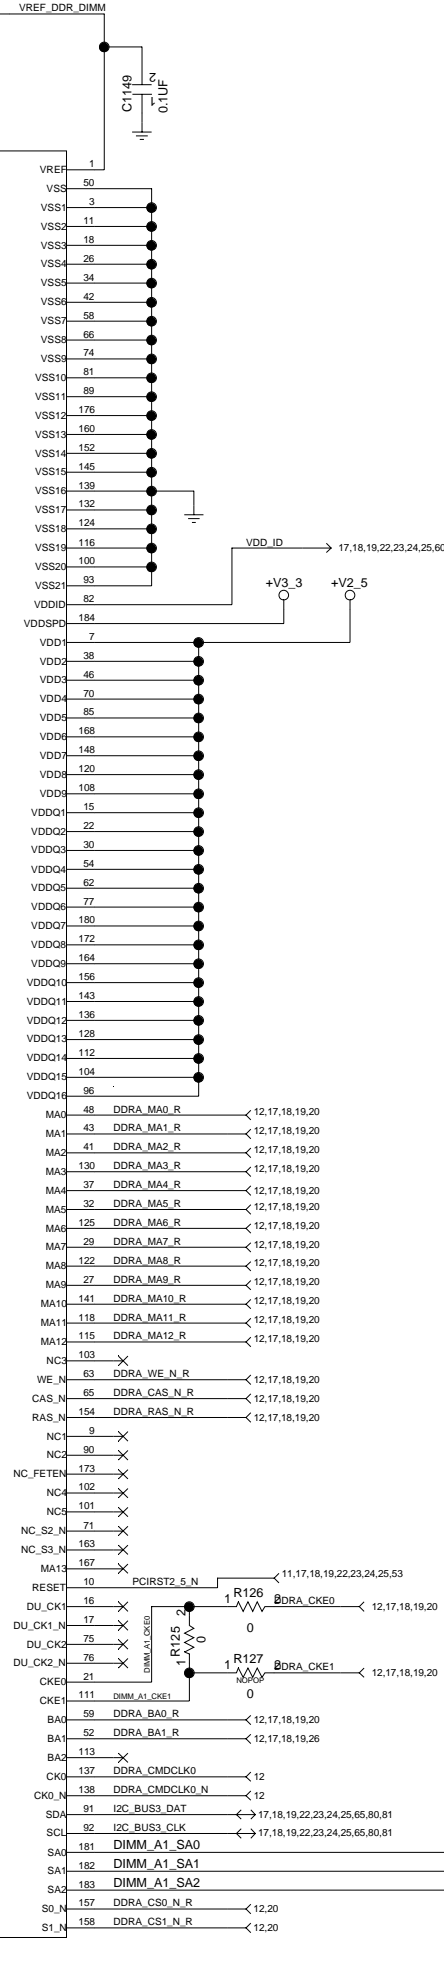 VREF_DDR_DIMM
C1149
2
1
0.1UF
VREF 1
VSS 50
VSS1 3
VSS2 11
VSS3 18
VSS4 26
VSS5 34
VSS6 42
VSS7 58
VSS8 66
VSS9 74
VSS10 81
VSS11 89
VSS12 176
VSS13 160
VSS14 152
VSS15 145
VSS16 139
VSS17 132
VSS18 124
VSS19 116
VSS20 100
VSS21 93
VDD_ID 17,18,19,22,23,24,25,60
+V3_3 +V2_5
VDDID 82
VDDSPD 184
VDD1 7
VDD2 38
VDD3 46
VDD4 70
VDD5 85
VDD6 168
VDD7 148
VDD8 120
VDD9 108
VDDQ1 15
VDDQ2 22
VDDQ3 30
VDDQ4 54
VDDQ5 62
VDDQ6 77
VDDQ7 180
VDDQ8 172
VDDQ9 164
VDDQ10 156
VDDQ11 143
VDDQ12 136
VDDQ13 128
VDDQ14 112
VDDQ15 104
VDDQ16 96
MA0 48 DDRA_MA0_R 12,17,18,19,20
MA1 43 DDRA_MA1_R 12,17,18,19,20
MA2 41 DDRA_MA2_R 12,17,18,19,20
MA3 130 DDRA_MA3_R 12,17,18,19,20
MA4 37 DDRA_MA4_R 12,17,18,19,20
MA5 32 DDRA_MA5_R 12,17,18,19,20
MA6 125 DDRA_MA6_R 12,17,18,19,20
MA7 29 DDRA_MA7_R 12,17,18,19,20
MA8 122 DDRA_MA8_R 12,17,18,19,20
MA9 27 DDRA_MA9_R 12,17,18,19,20
MA10 141 DDRA_MA10_R 12,17,18,19,20
MA11 118 DDRA_MA11_R 12,17,18,19,20
MA12 115 DDRA_MA12_R 12,17,18,19,20
NC3 103
WE_N 63 DDRA_WE_N_R 12,17,18,19,20
CAS_N 65 DDRA_CAS_N_R 12,17,18,19,20
RAS_N 154 DDRA_RAS_N_R 12,17,18,19,20
NC1 9
NC2 90
NC_FETEN 173
NC4 102
NC5 101
NC_S2_N 71
NC_S3_N 163
MA13 167
RESET 10 PCIRST2_5_N 11,17,18,19,22,23,24,25,53
DU_CK1 16
DU_CK1_N 17
DU_CK2 75
DU_CK2_N 76
DIMM_A1_CKE0
R125
2
1
0
1 R126 2 DDRA_CKE0 12,17,18,19,20
0
1 R127 2 DDRA_CKE1 12,17,18,19,20
NOPOP
0
CKE0 21
CKE1 111 DIMM_A1_CKE1
BA0 59 DDRA_BA0_R 12,17,18,19,20
BA1 52 DDRA_BA1_R 12,17,18,19,26
BA2 113
CK0 137 DDRA_CMDCLK0 12
CK0_N 138 DDRA_CMDCLK0_N 12
SDA 91 I2C_BUS3_DAT 17,18,19,22,23,24,25,65,80,81
SCL 92 I2C_BUS3_CLK 17,18,19,22,23,24,25,65,80,81
SA0 181 DIMM_A1_SA0
SA1 182 DIMM_A1_SA1
SA2 183 DIMM_A1_SA2
S0_N 157 DDRA_CS0_N_R 12,20
S1_N 158 DDRA_CS1_N_R 12,20